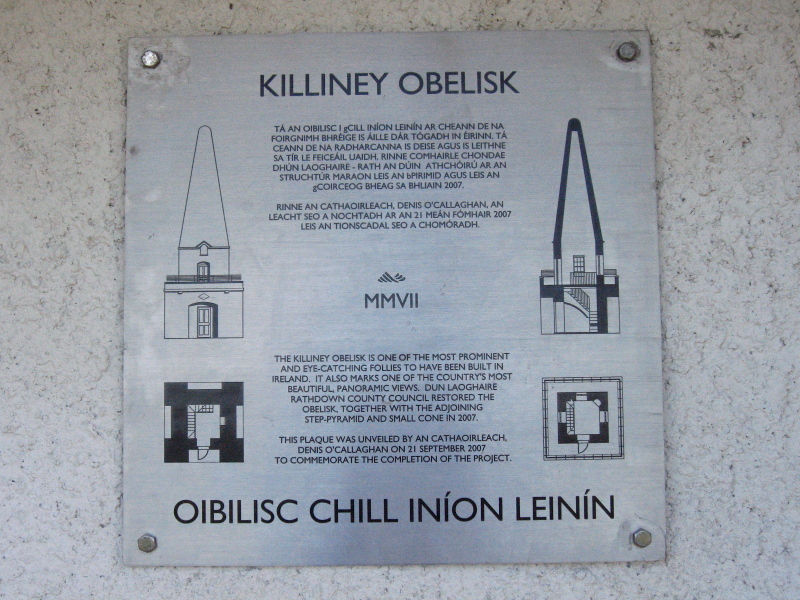 KILLINEY OBELISK
TÁ AN OIBILISC I gCILL INÍON LEINÍN AR CHEANN DE NA
FOIRGNIMH BHRÉIGE IS ÁILLE DÁR TÓGADH IN ÉIRINN. TÁ
CEANN DE NA RADHARCANNA IS DEISE AGUS IS LEITHNE
SA TÍR LE FEICEÁIL UAIDH. RINNE COMHAIRLE CHONDAE
DHÚN LAOGHAIRE - RATH AN DÚIN ATHCHÓIRIÚ AR AN
STRUCHTÚR MARAON LEIS AN bPIRIMID AGUS LEIS AN
gCOIRCEOG BHEAG SA BHLIAIN 2007.
RINNE AN CATHAOIRLEACH, DENIS O'CALLAGHAN, AN
LEACHT SEO A NOCHTADH AR AN 21 MEÁN FÓMHAIR 2007
LEIS AN TIONSCADAL SEO A CHOMÓRADH.
MMVII
THE KILLINEY OBELISK IS ONE OF THE MOST PROMINENT
AND EYE-CATCHING FOLLIES TO HAVE BEEN BUILT IN
IRELAND. IT ALSO MARKS ONE OF THE COUNTRY'S MOST
BEAUTIFUL, PANORAMIC VIEWS. DUN LAOGHAIRE
RATHDOWN COUNTY COUNCIL RESTORED THE
OBELISK, TOGETHER WITH THE ADJOINING
STEP-PYRAMID AND SMALL CONE IN 2007.
THIS PLAQUE WAS UNVEILED BY AN CATHAOIRLEACH,
DENIS O'CALLAGHAN ON 21 SEPTEMBER 2007
TO COMMEMORATE THE COMPLETION OF THE PROJECT.
OIBILISC CHILL INÍON LEINÍN